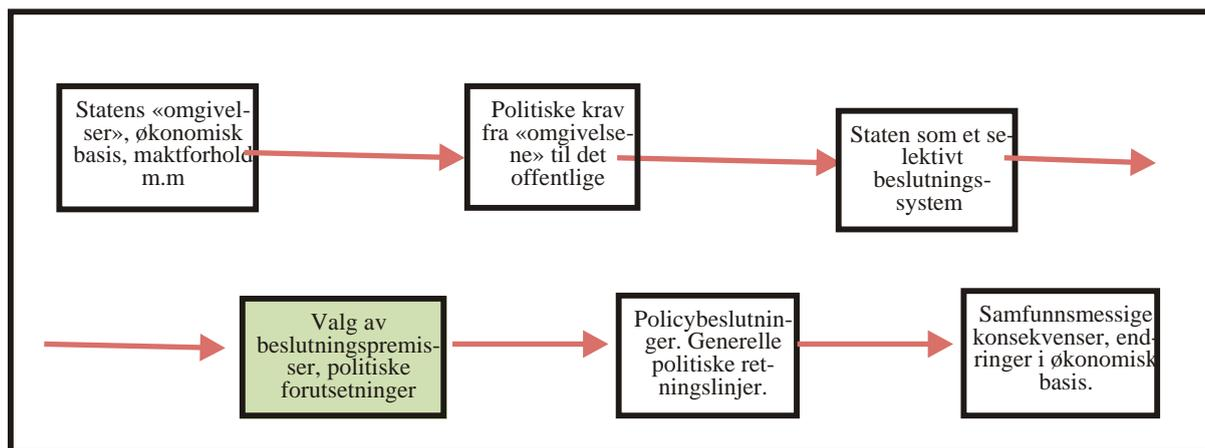 Statens «omgivel-
ser», økonomisk
basis, maktforhold
m.m
Politiske krav
fra «omgivelse-
ne» til det
offentlige
Staten som et se-
lektivt
beslutnings-
system
Valg av
beslutningspremis-
ser, politiske
forutsetninger
Policybeslutnin-
ger. Generelle
politiske ret-
ningslinjer.
Samfunnsmessige
konsekvenser, end-
ringer i økonomisk
basis.